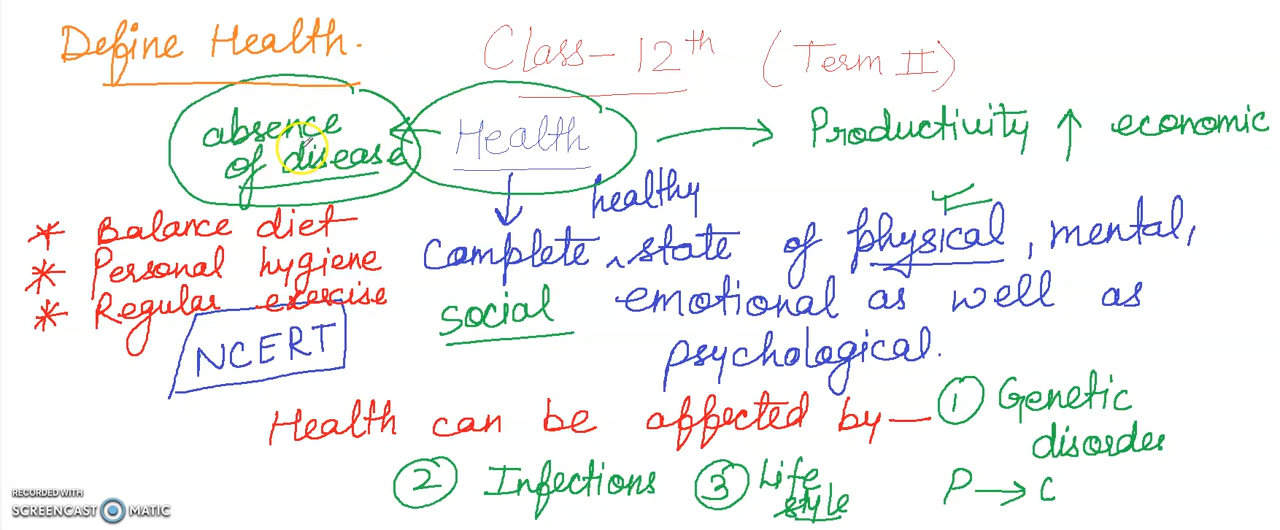 Define Health.
Class - 12th (Term II)
absence
of disease
Health
Productivity ↑ economic
healthy
* Balance diet
* Personal hygiene
* Regular exercise
Complete ^ state of physical, mental,
social emotional as well as
psychological.
NCERT
Health can be affected by — ① Genetic
disorder
② Infections ③ Life
style
P → C
RECORDED WITH
SCREENCAST MATIC